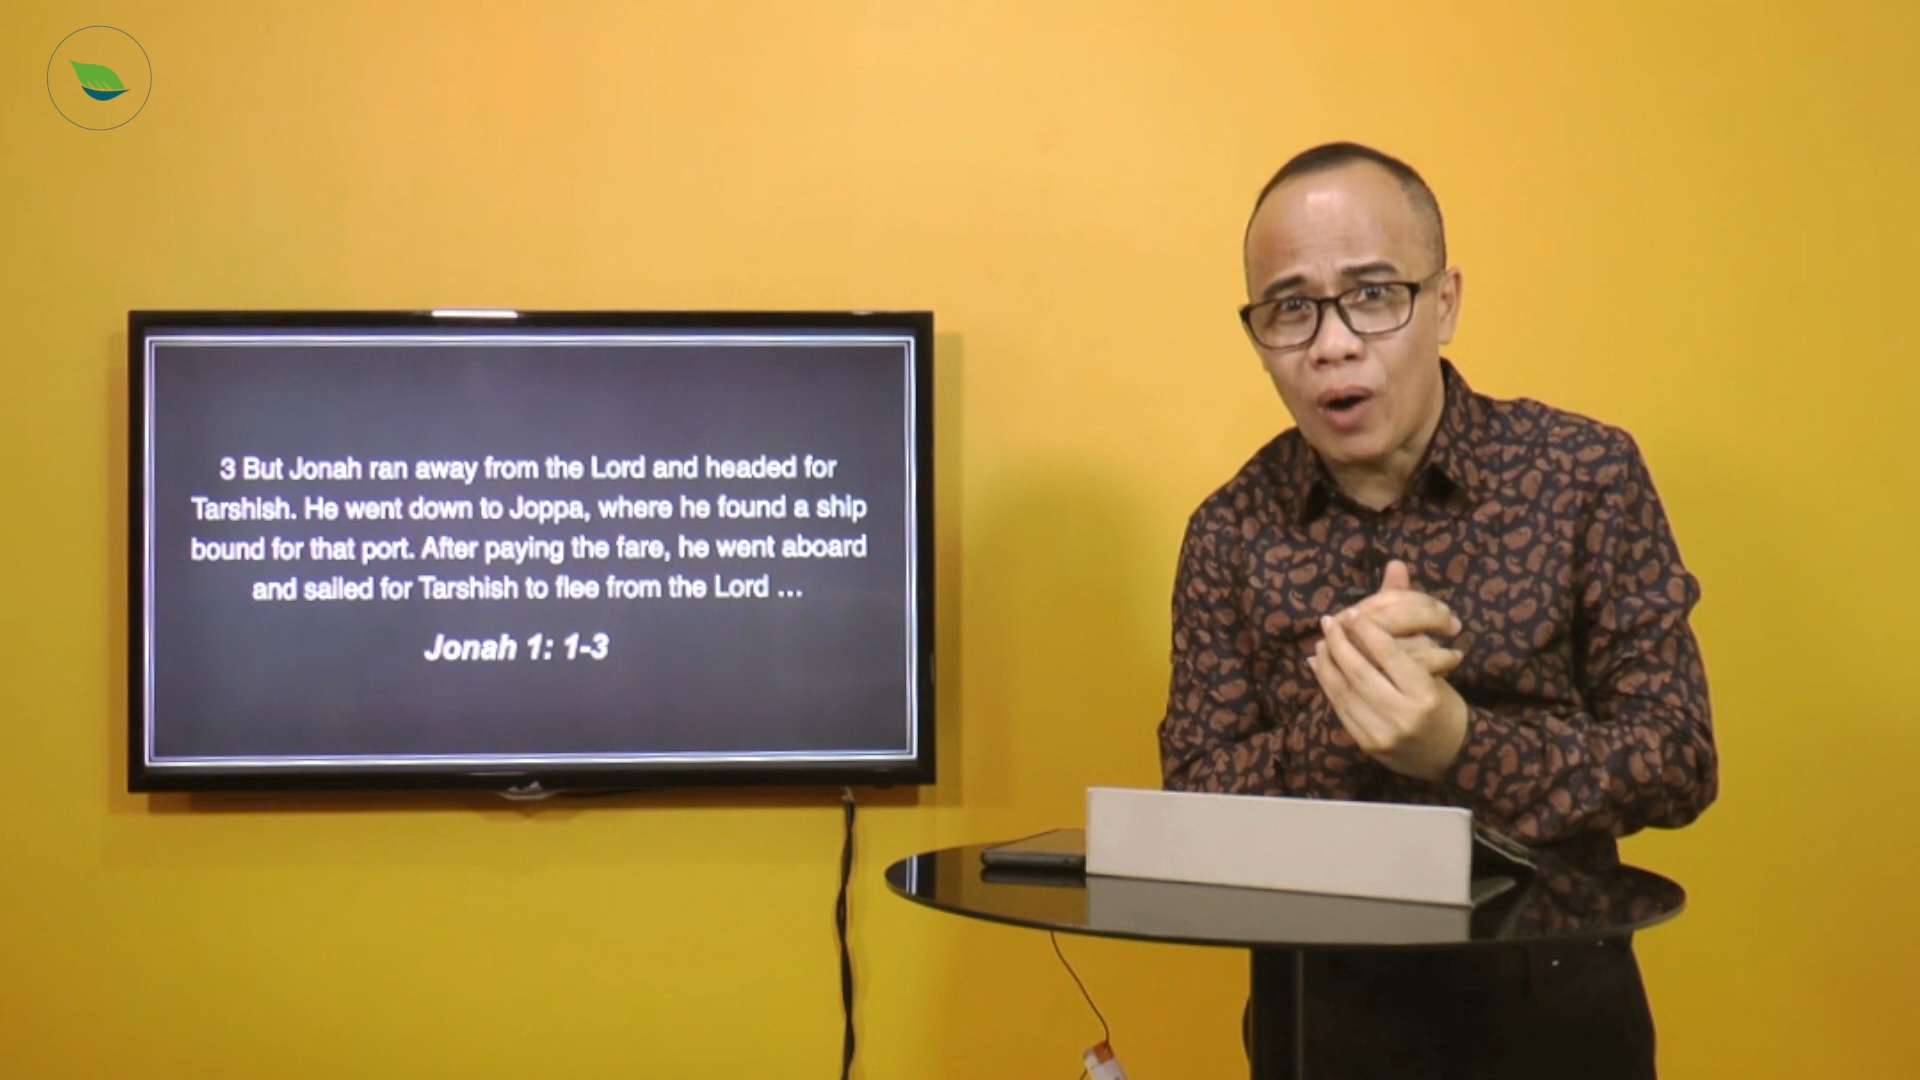 3 But Jonah ran away from the Lord and headed for
Tarshish. He went down to Joppa, where he found a ship
bound for that port. After paying the fare, he went aboard
and sailed for Tarshish to flee from the Lord ...
Jonah 1: 1-3